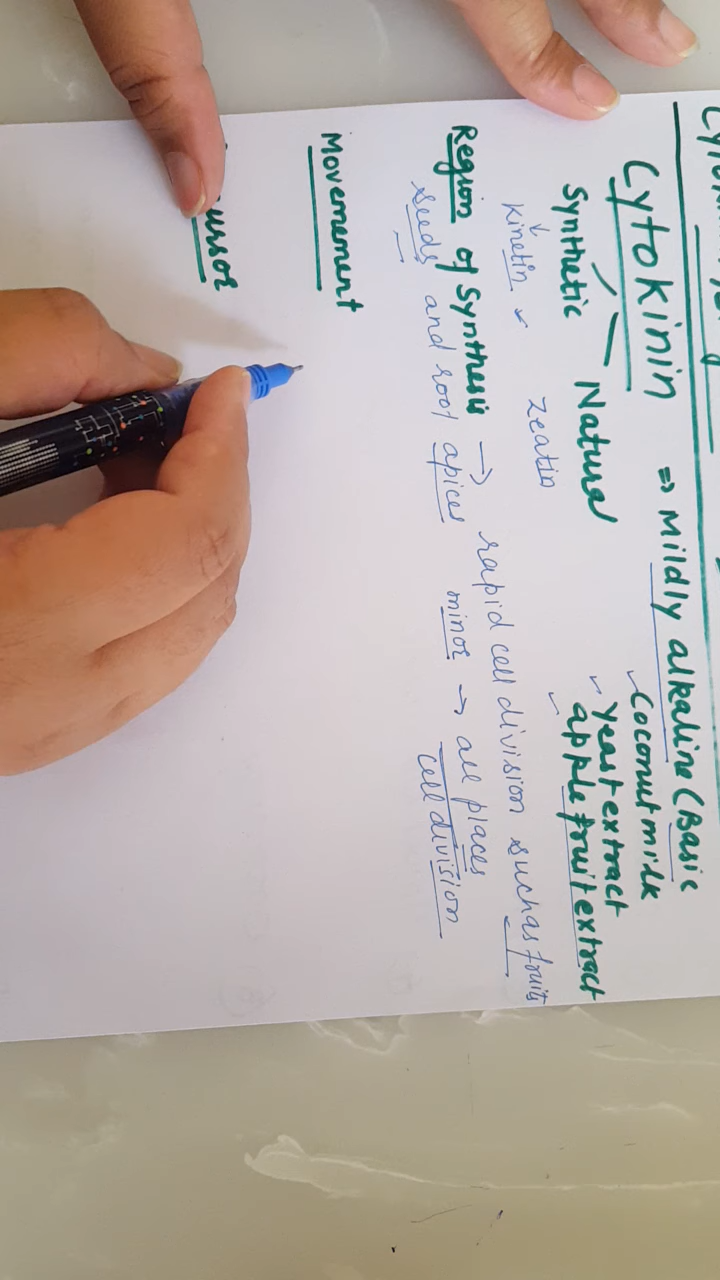 Cytokinin => Mildly alkaline (Basic
Coconut milk
Synthetic Natural Yeast extract
apple fruit extract
Kinetin Zeatin
Region of Synthesis → rapid cell division such as fruits
seeds and root apices minor → all places
cell division
Movemement